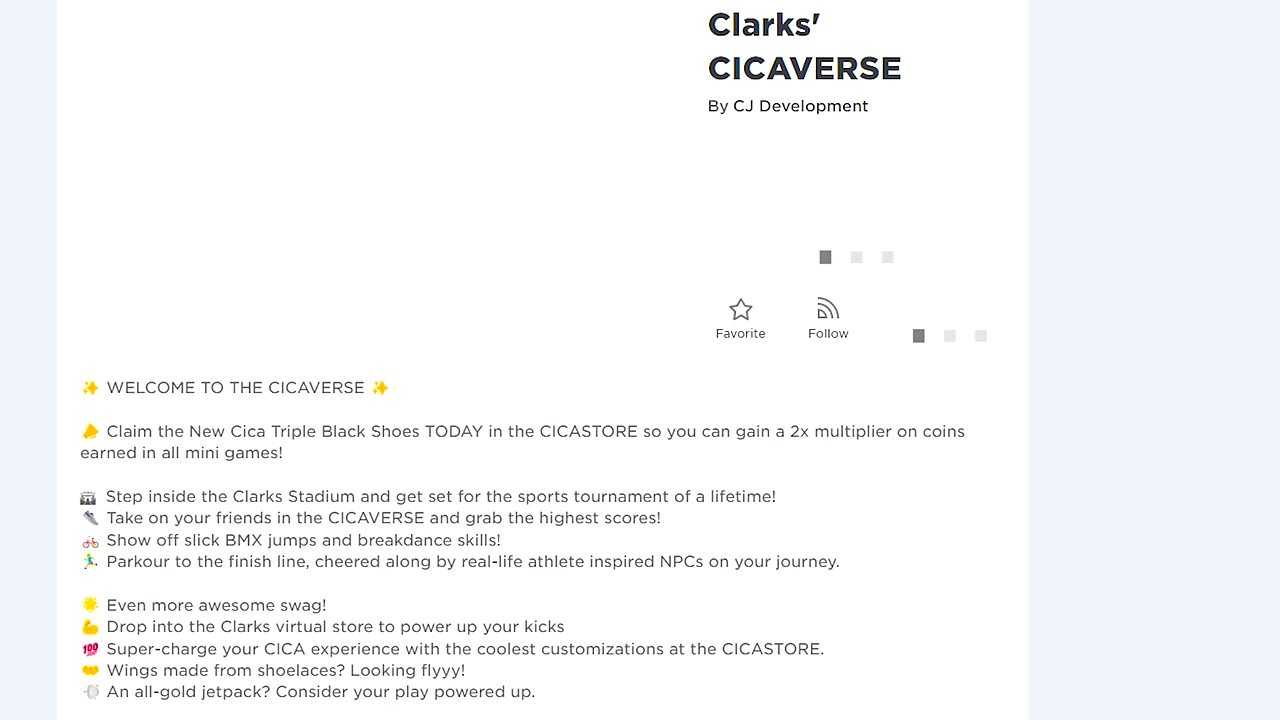 Clarks'
CICAVERSE
By CJ Development
Favorite
Follow
✨ WELCOME TO THE CICAVERSE ✨
📣 Claim the New Cica Triple Black Shoes TODAY in the CICASTORE so you can gain a 2x multiplier on coins
earned in all mini games!
🏟 Step inside the Clarks Stadium and get set for the sports tournament of a lifetime!
👟 Take on your friends in the CICAVERSE and grab the highest scores!
🚲 Show off slick BMX jumps and breakdance skills!
🏃‍♂️ Parkour to the finish line, cheered along by real-life athlete inspired NPCs on your journey.
🌟 Even more awesome swag!
💪 Drop into the Clarks virtual store to power up your kicks
💯 Super-charge your CICA experience with the coolest customizations at the CICASTORE.
👐 Wings made from shoelaces? Looking flyyy!
An all-gold jetpack? Consider your play powered up.